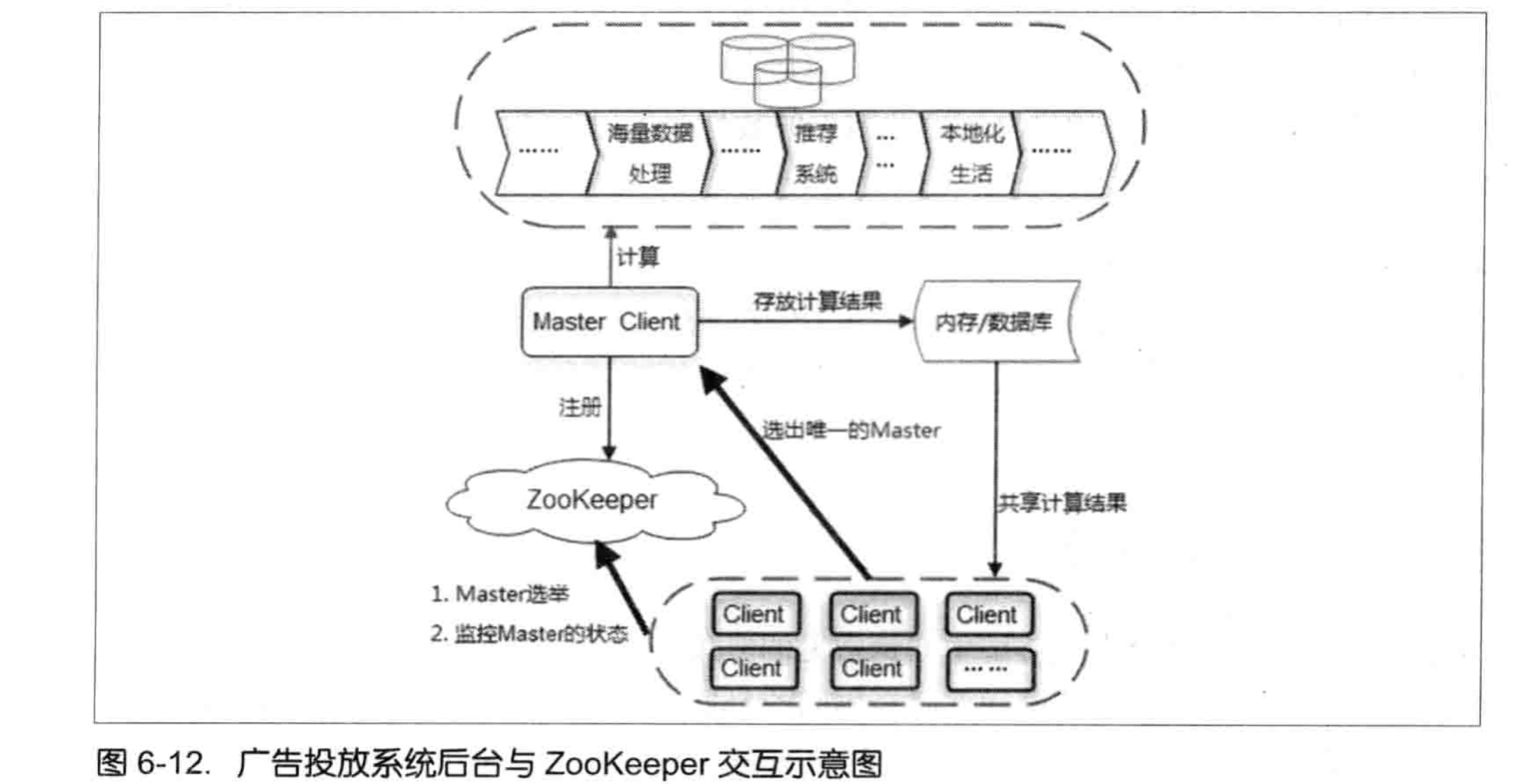 …… 海量数据 …… 推荐 … 本地化 ……
处理 系统 … 生活
计算
Master Client
存放计算结果
内存/数据库
注册
选出唯一的Master
ZooKeeper
共享计算结果
1. Master选举
2. 监控Master的状态
Client Client Client
Client Client ……
图 6-12. 广告投放系统后台与 ZooKeeper 交互示意图